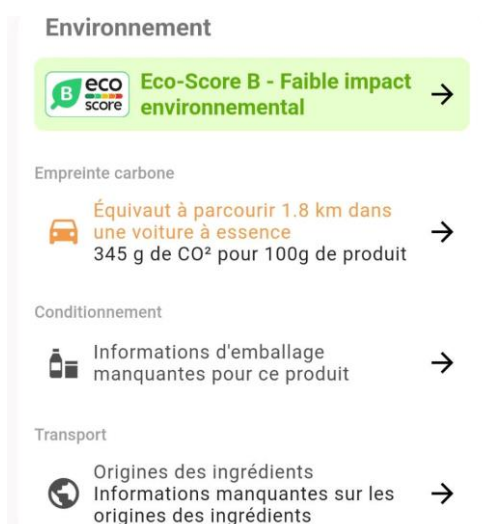 Environnement
B eco score
Eco-Score B - Faible impact
environnemental
Empreinte carbone
Équivaut à parcourir 1.8 km dans
une voiture à essence
345 g de CO² pour 100g de produit
Conditionnement
Informations d'emballage
manquantes pour ce produit
Transport
Origines des ingrédients
Informations manquantes sur les
origines des ingrédients